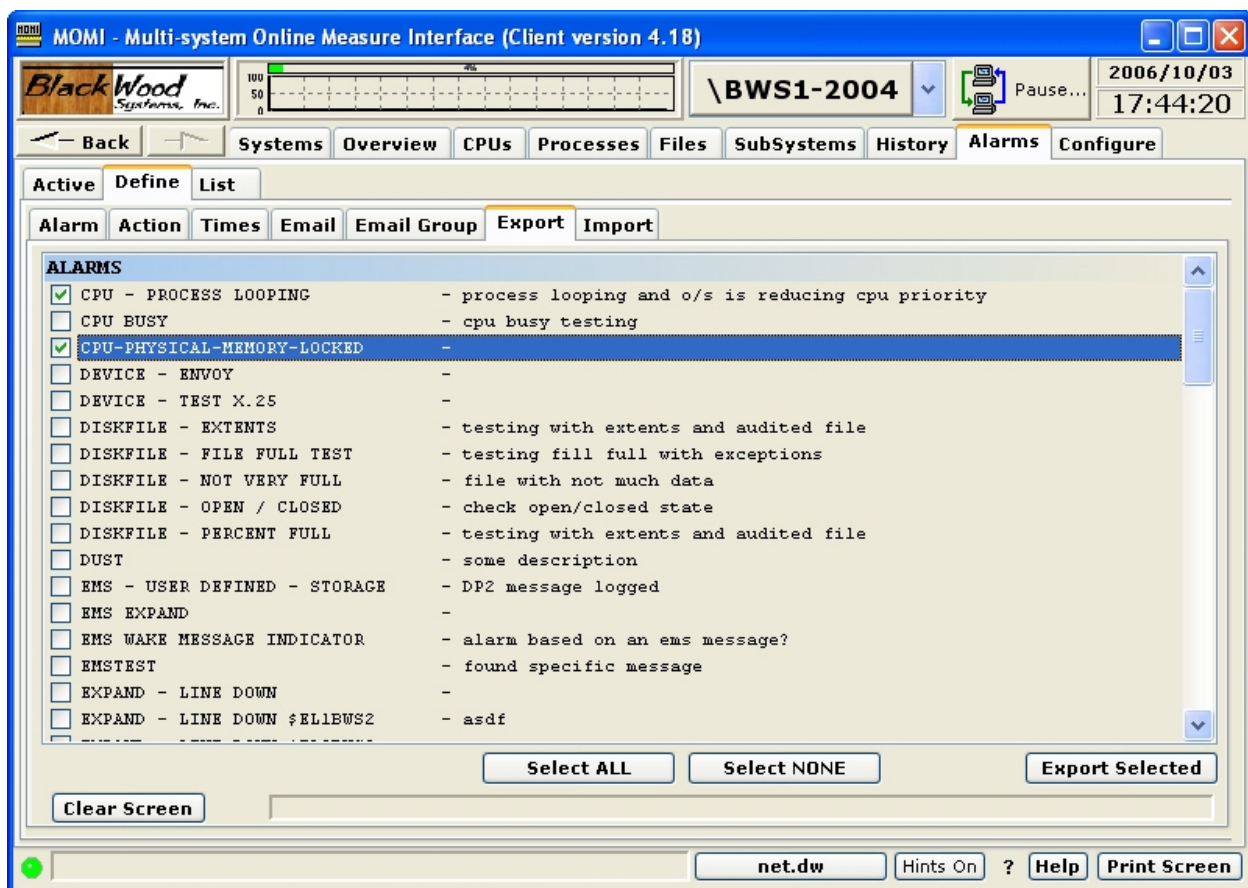 MOMI - Multi-system Online Measure Interface (Client version 4.18)
BlackWood Systems, Inc.
100
50
0
4%
\BWS1-2004
Pause...
2006/10/03
17:44:20
Back
Systems Overview CPUs Processes Files SubSystems History Alarms Configure
Active Define List
Alarm Action Times Email Email Group Export Import
ALARMS
CPU - PROCESS LOOPING - process looping and o/s is reducing cpu priority
CPU BUSY - cpu busy testing
CPU-PHYSICAL-MEMORY-LOCKED -
DEVICE - ENVOY -
DEVICE - TEST X.25 -
DISKFILE - EXTENTS - testing with extents and audited file
DISKFILE - FILE FULL TEST - testing fill full with exceptions
DISKFILE - NOT VERY FULL - file with not much data
DISKFILE - OPEN / CLOSED - check open/closed state
DISKFILE - PERCENT FULL - testing with extents and audited file
DUST - some description
EMS - USER DEFINED - STORAGE - DP2 message logged
EMS EXPAND -
EMS WAKE MESSAGE INDICATOR - alarm based on an ems message?
EMSTEST - found specific message
EXPAND - LINE DOWN -
EXPAND - LINE DOWN $EL1BWS2 - asdf
Select ALL Select NONE Export Selected
Clear Screen
net.dw Hints On ? Help Print Screen